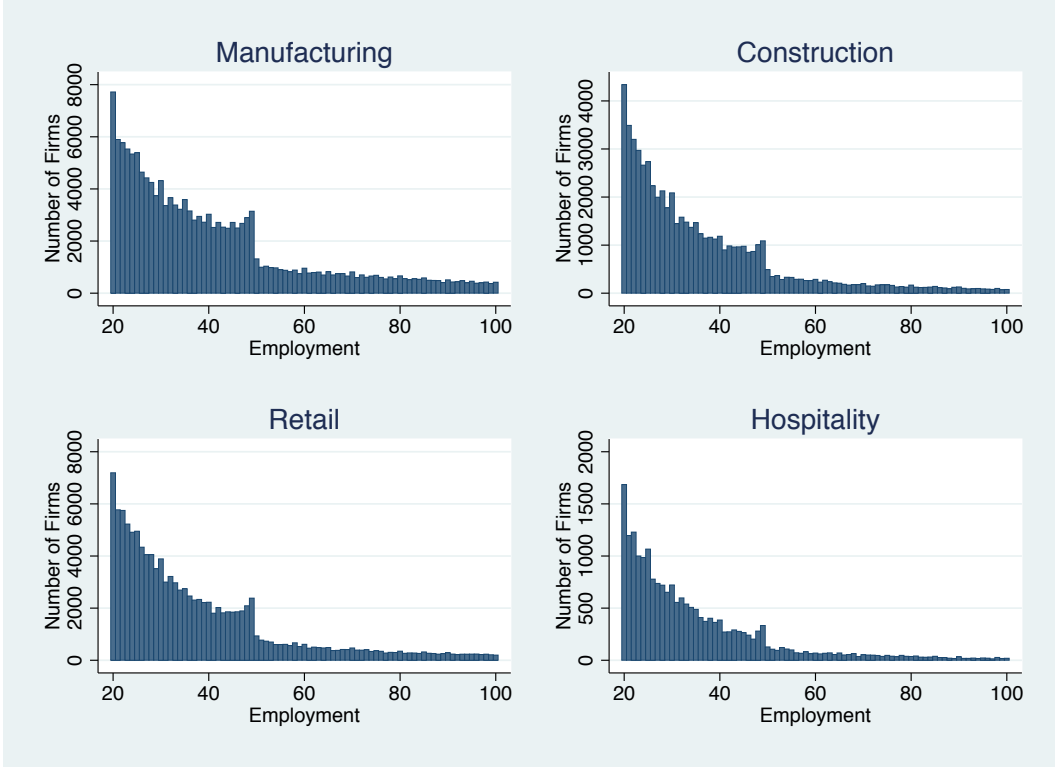 Manufacturing
Number of Firms
0 2000 4000 6000 8000
20 40 60 80 100
Employment
Construction
Number of Firms
0 1000 2000 3000 4000
20 40 60 80 100
Employment
Retail
Number of Firms
0 2000 4000 6000 8000
20 40 60 80 100
Employment
Hospitality
Number of Firms
0 500 1000 1500 2000
20 40 60 80 100
Employment